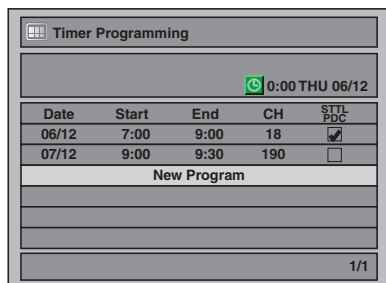 Timer Programming
0:00 THU 06/12
Date Start End CH STTL PDC
06/12 7:00 9:00 18
07/12 9:00 9:30 190
New Program
1/1